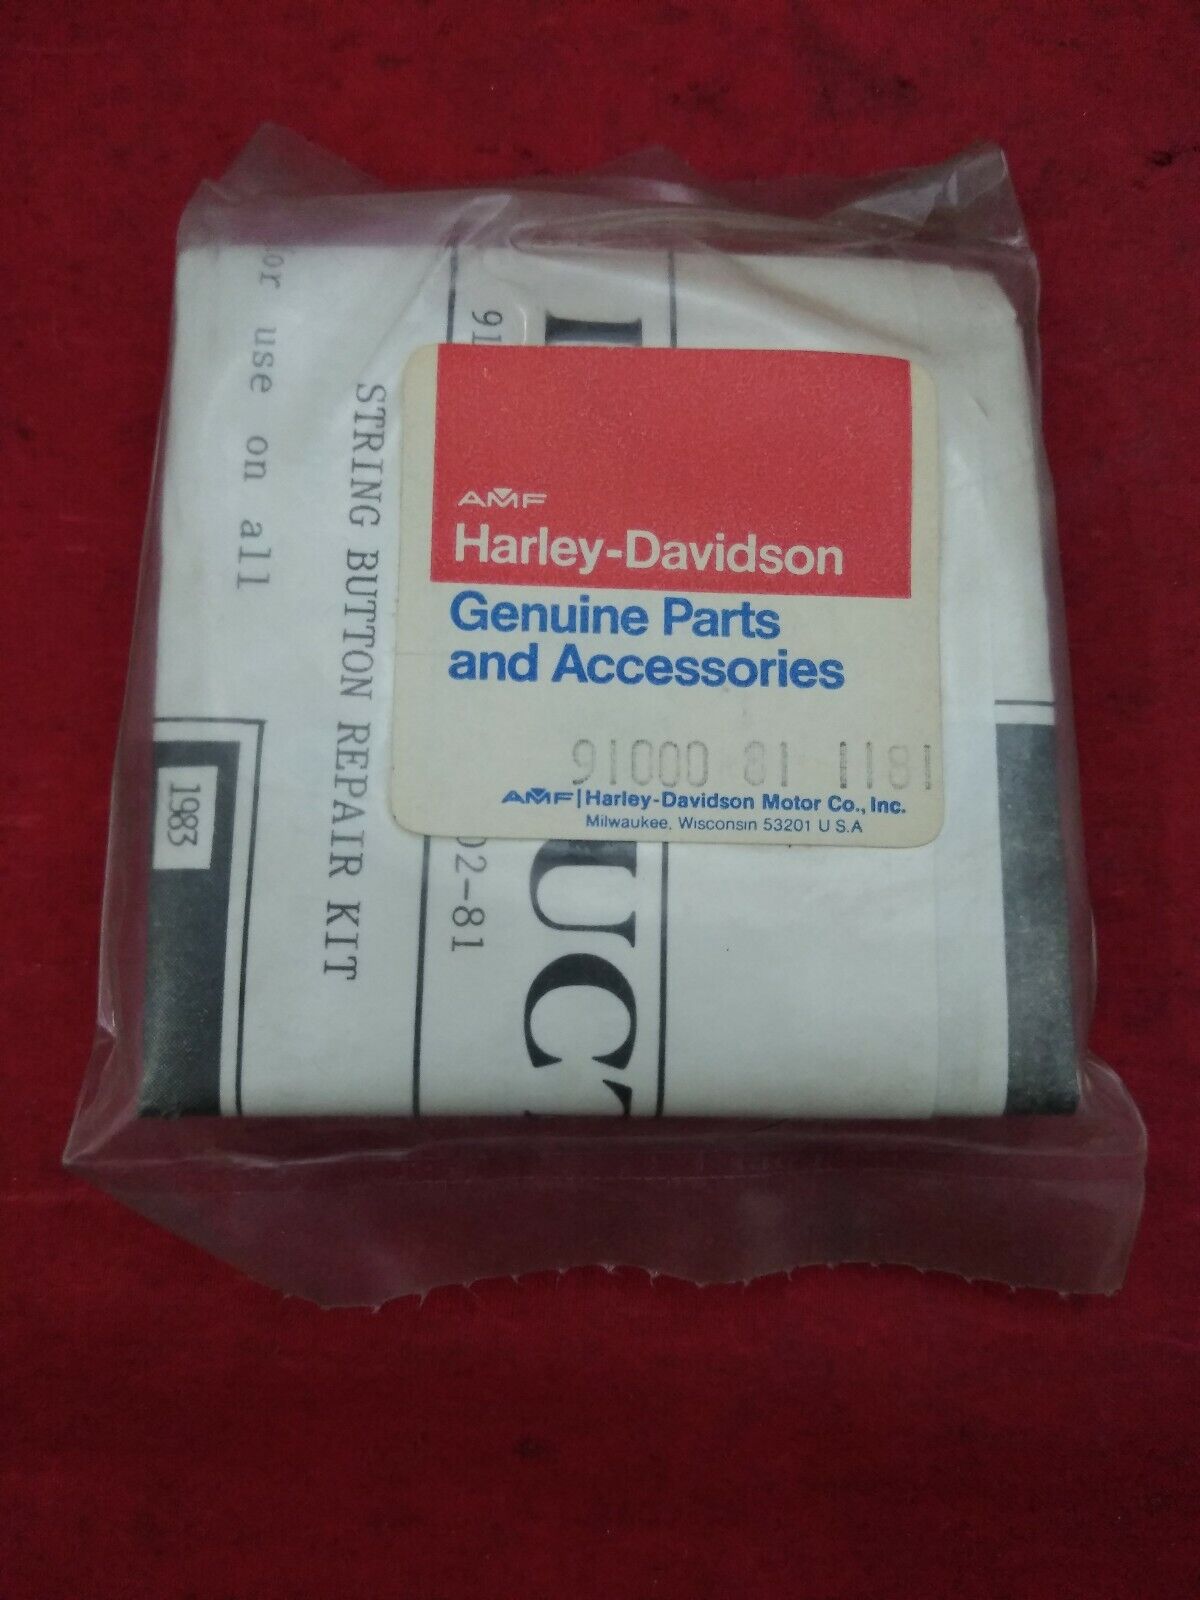 AMF
Harley-Davidson
Genuine Parts
and Accessories
91000 81 1181
AMF|Harley-Davidson Motor Co., Inc.
Milwaukee, Wisconsin 53201 U S.A
02-81
STRING BUTTON REPAIR KIT
or use on all
1983
UCT